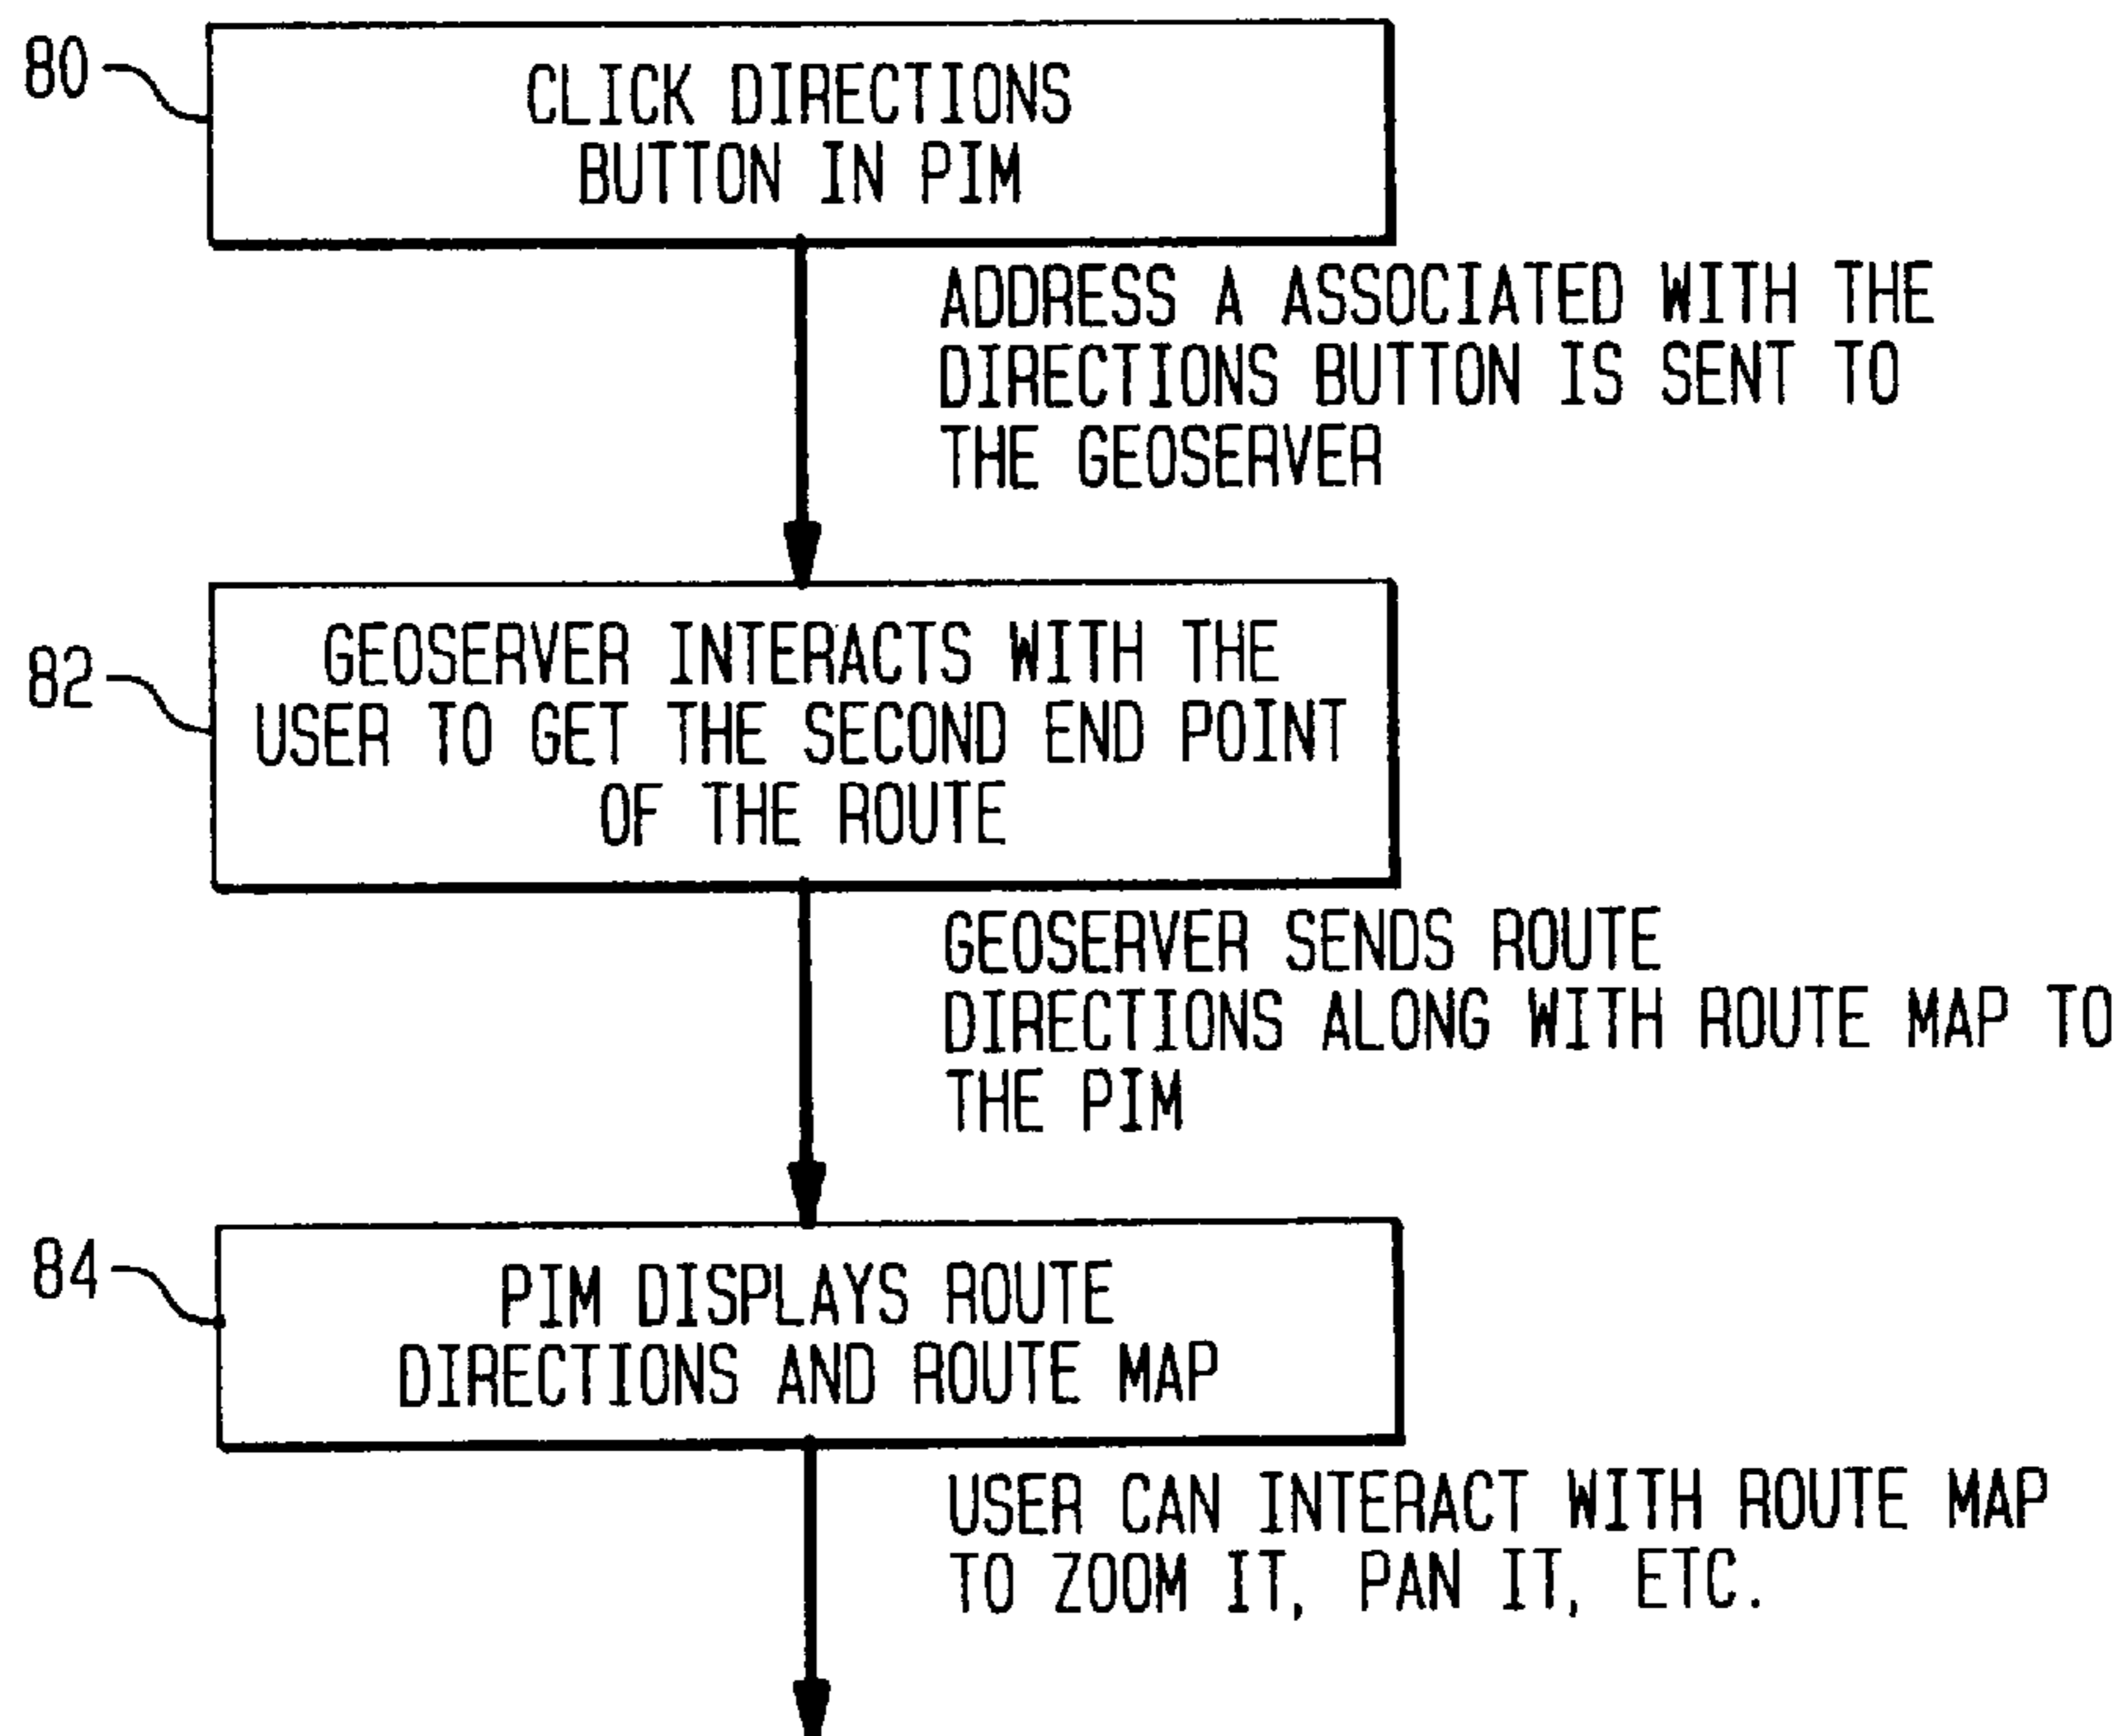 80
CLICK DIRECTIONS
BUTTON IN PIM
ADDRESS A ASSOCIATED WITH THE
DIRECTIONS BUTTON IS SENT TO
THE GEOSERVER
82
GEOSERVER INTERACTS WITH THE
USER TO GET THE SECOND END POINT
OF THE ROUTE
GEOSERVER SENDS ROUTE
DIRECTIONS ALONG WITH ROUTE MAP TO
THE PIM
84
PIM DISPLAYS ROUTE
DIRECTIONS AND ROUTE MAP
USER CAN INTERACT WITH ROUTE MAP
TO ZOOM IT, PAN IT, ETC.